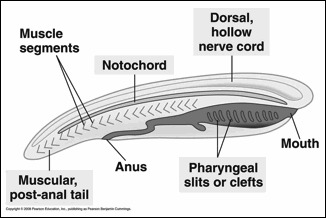 Dorsal,
hollow
nerve cord
Muscle
segments
Notochord
Mouth
Anus
Pharyngeal
slits or clefts
Muscular,
post-anal tail
Copyright © 2009 Pearson Education, Inc., publishing as Pearson Benjamin Cummings.